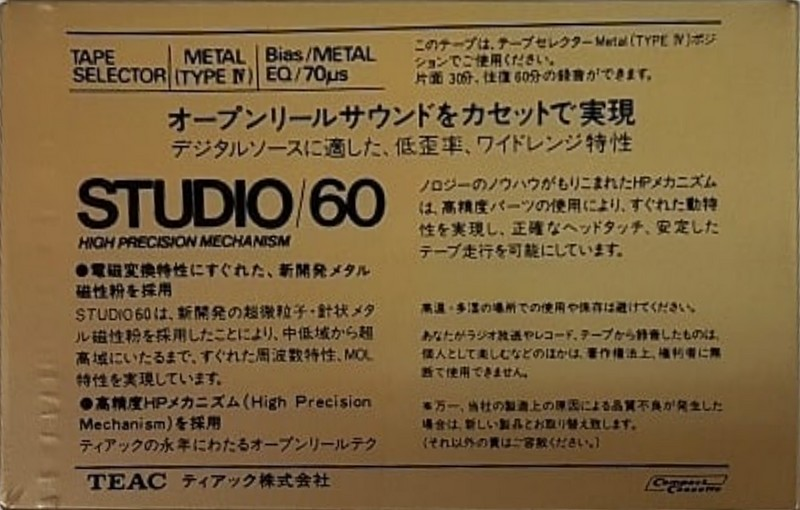 TAPE SELECTOR
METAL (TYPE IV)
Bias/METAL
EQ/70μs
このテープは、テープセレクターMetal(TYPE IV)ポジ
ションでご使用ください。
片面30分、往復60分の録音ができます。
オープンリールサウンドをカセットで実現
デジタルソースに適した、低歪率、ワイドレンジ特性
STUDIO/60
HIGH PRECISION MECHANISM
●電磁変換特性にすぐれた、新開発メタル
磁性粉を採用
STUDIO60は、新開発の超微粒子・針状メタ
ル磁性粉を採用したことにより、中低域から超
高域にいたるまで、すぐれた周波数特性、MOL
特性を実現しています。
●高精度HPメカニズム(High Precision
Mechanism)を採用
ティアックの永年にわたるオープンリールテク
ノロジーのノウハウがもりこまれたHPメカニズム
は、高精度パーツの使用により、すぐれた動特
性を実現し、正確なヘッドタッチ、安定した
テープ走行を可能にしています。
高温・多湿の場所での使用や保存は避けてください。
あなたがラジオ放送やレコード、テープから録音したものは、
個人として楽しむなどのほかは、著作権法上、権利者に無
断で使用できません。
※万一、当社の製造上の原因による品質不良が発生した
場合は、新しい製品とお取り替え致します。
(それ以外の責はご容赦ください。)
TEAC ティアック株式会社
Compact
Cassette